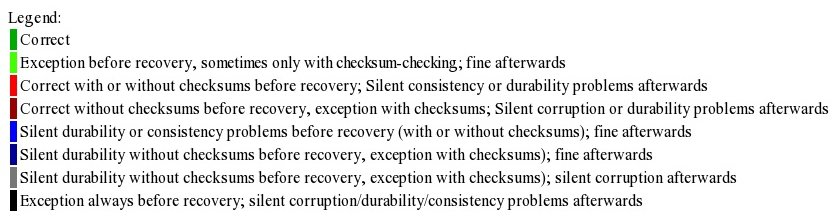 Legend:
Correct
Exception before recovery, sometimes only with checksum-checking; fine afterwards
Correct with or without checksums before recovery; Silent consistency or durability problems afterwards
Correct without checksums before recovery, exception with checksums; Silent corruption or durability problems afterwards
Silent durability or consistency problems before recovery (with or without checksums); fine afterwards
Silent durability without checksums before recovery, exception with checksums); fine afterwards
Silent durability without checksums before recovery, exception with checksums); silent corruption afterwards
Exception always before recovery; silent corruption/durability/consistency problems afterwards